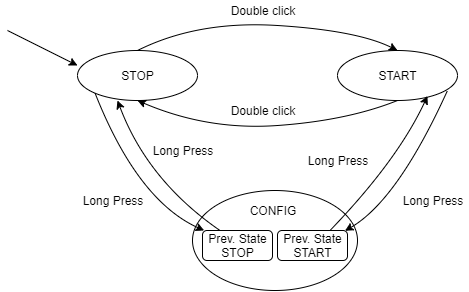 Double click
STOP
START
Double click
Long Press
Long Press
Long Press
Long Press
CONFIG
Prev. State
STOP
Prev. State
START